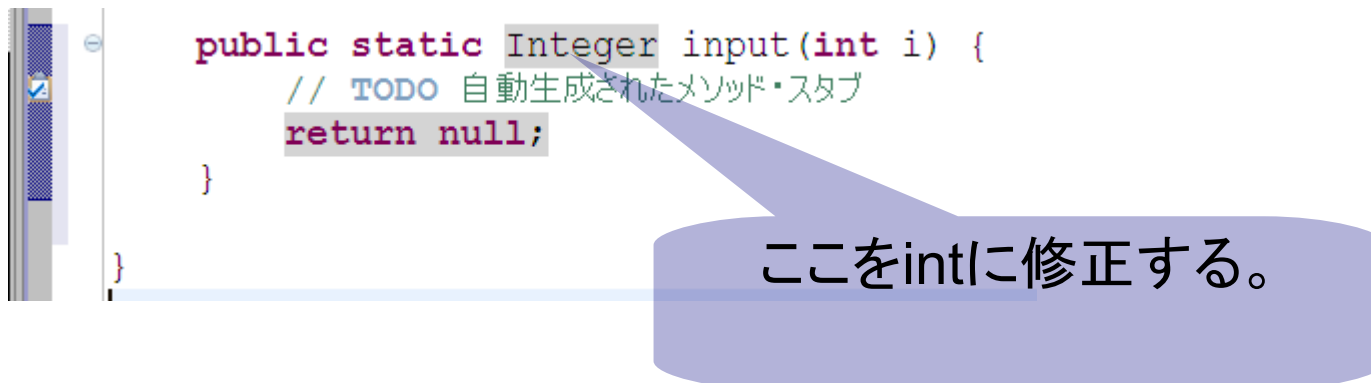 public static Integer input(int i) {
// TODO 自動生成されたメソッド・スタブ
return null;
}
}
ここをintに修正する。